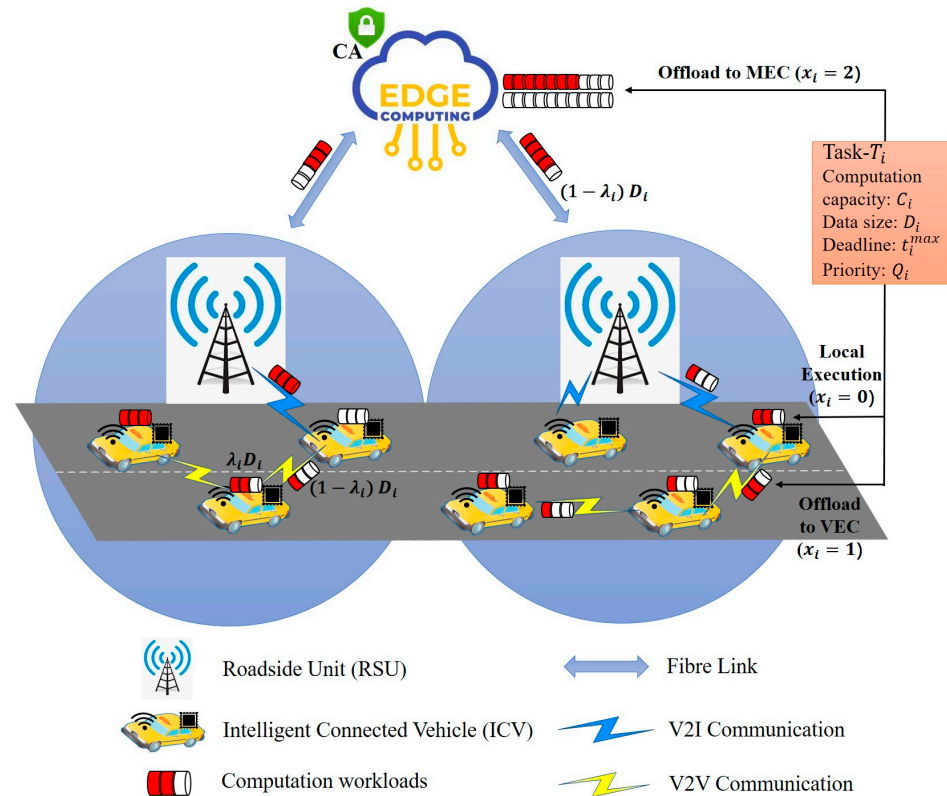 CA
EDGE
COMPUTING
Offload to MEC (𝒙ᵢ = 2)
(1 − λᵢ) Dᵢ
Task-Tᵢ
Computation
capacity: Cᵢ
Data size: Dᵢ
Deadline: tᵢᵐᵃˣ
Priority: Qᵢ
Local
Execution
(xᵢ=0)
λᵢDᵢ
(1 − λᵢ) Dᵢ
Offload
to VEC
(xᵢ = 1)
Roadside Unit (RSU)
Fibre Link
Intelligent Connected Vehicle (ICV)
V2I Communication
Computation workloads
V2V Communication